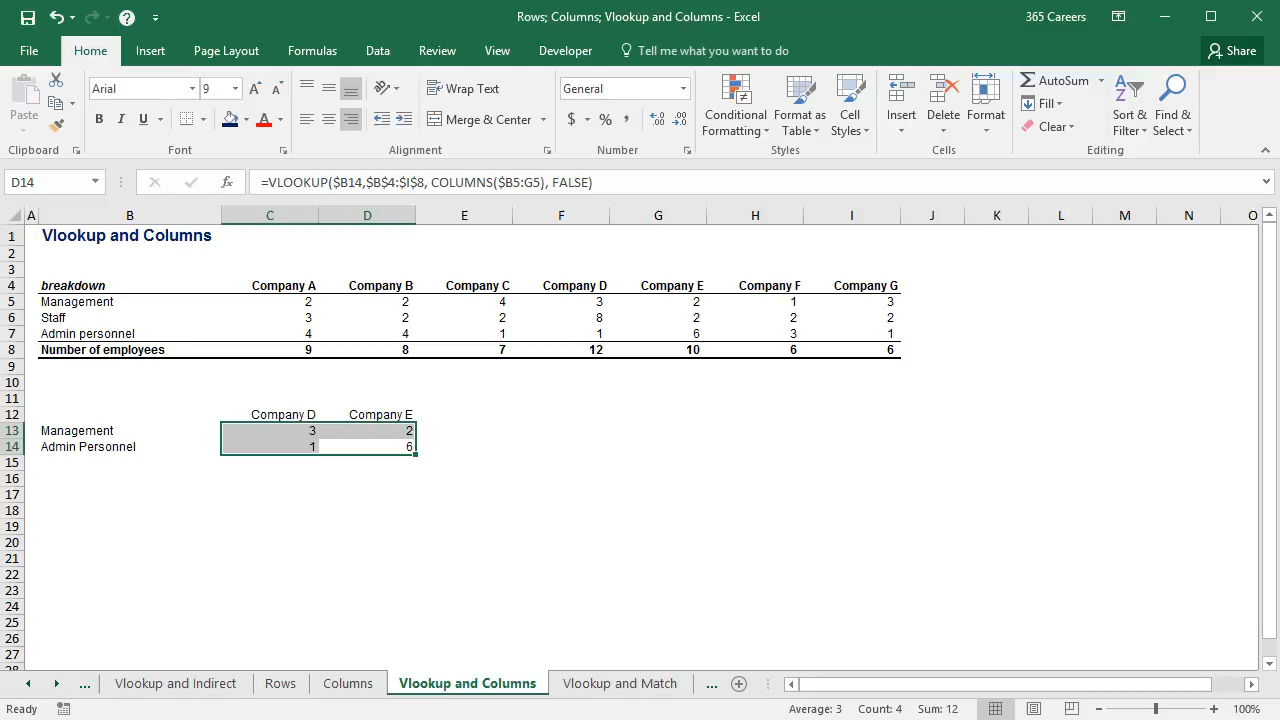 Rows; Columns; Vlookup and Columns - Excel
365 Careers
File Home Insert Page Layout Formulas Data Review View Developer Tell me what you want to do Share
Paste
Arial 9
Wrap Text
General
Conditional Formatting
Format as Table
Cell Styles
Insert
Delete
Format
AutoSum
Sort & Filter
Find & Select
B I U A
Merge & Center
$ % ,
Fill
Clear
Clipboard Font Alignment Number Styles Cells Editing
D14 fx =VLOOKUP($B14,$B$4:$I$8, COLUMNS($B5:G5), FALSE)
A B C D E F G H I J K L M N O
1 Vlookup and Columns
2
3
4 breakdown Company A Company B Company C Company D Company E Company F Company G
5 Management 2 2 4 3 2 1 3
6 Staff 3 2 2 8 2 2 2
7 Admin personnel 4 4 1 1 6 3 1
8 Number of employees 9 8 7 12 10 6 6
9
10
11
12 Company D Company E
13 Management 3 2
14 Admin Personnel 1 6
15
16
17
18
19
20
21
22
23
24
25
26
27
28
... Vlookup and Indirect Rows Columns Vlookup and Columns Vlookup and Match ...
Ready Average: 3 Count: 4 Sum: 12 100%